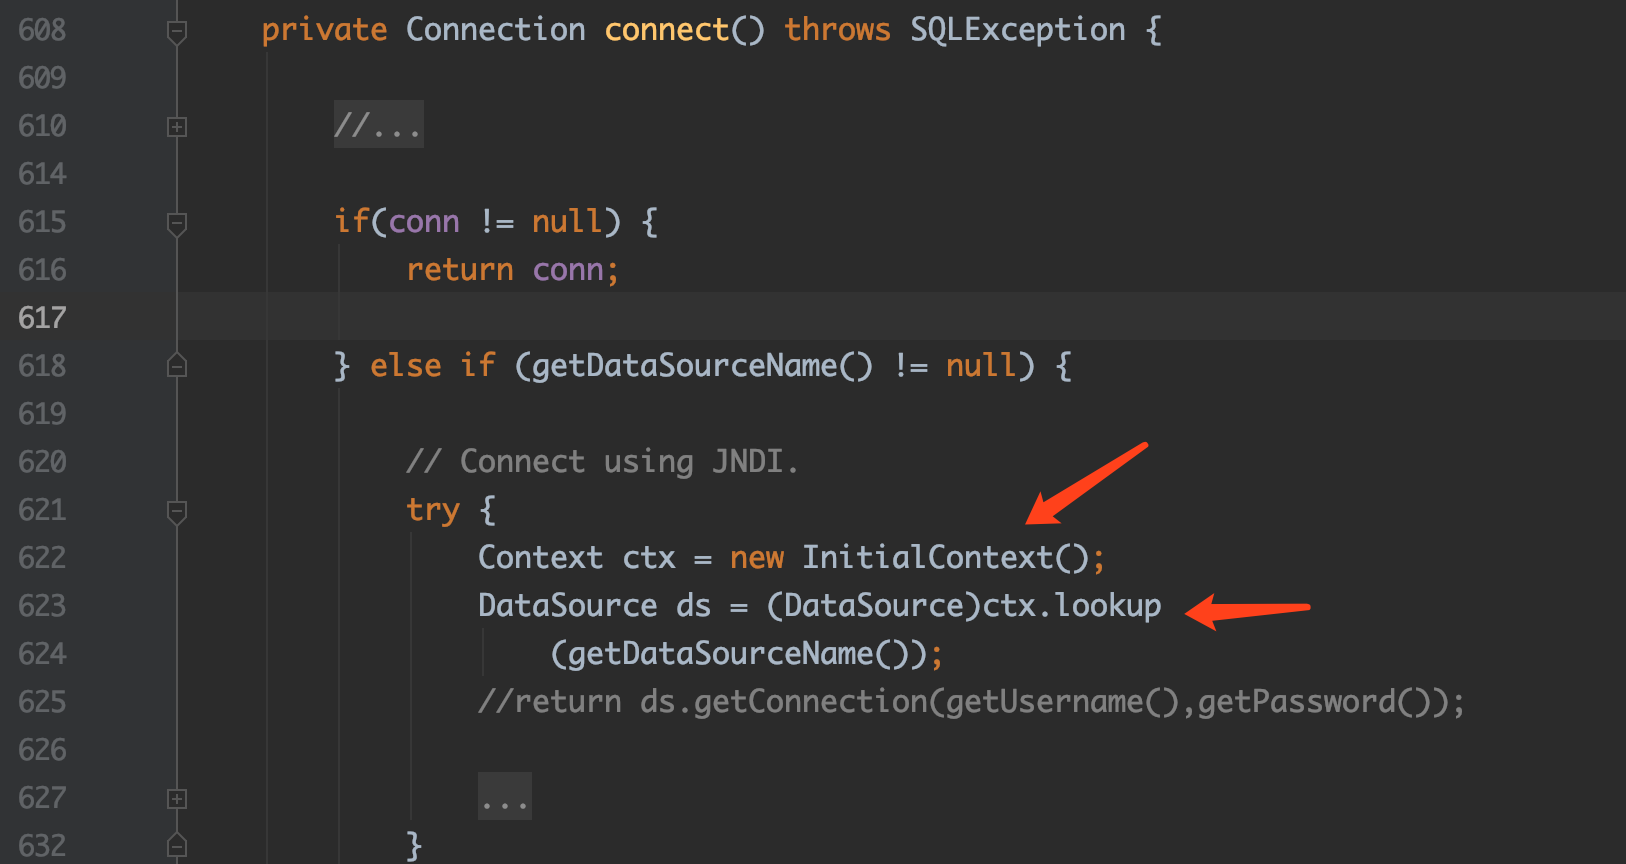 608 private Connection connect() throws SQLException {
609
610 //...
614
615 if(conn != null) {
616 return conn;
617
618 } else if (getDataSourceName() != null) {
619
620 // Connect using JNDI.
621 try {
622 Context ctx = new InitialContext();
623 DataSource ds = (DataSource)ctx.lookup
624 (getDataSourceName());
625 //return ds.getConnection(getUsername(),getPassword());
626
627 ...
632 }